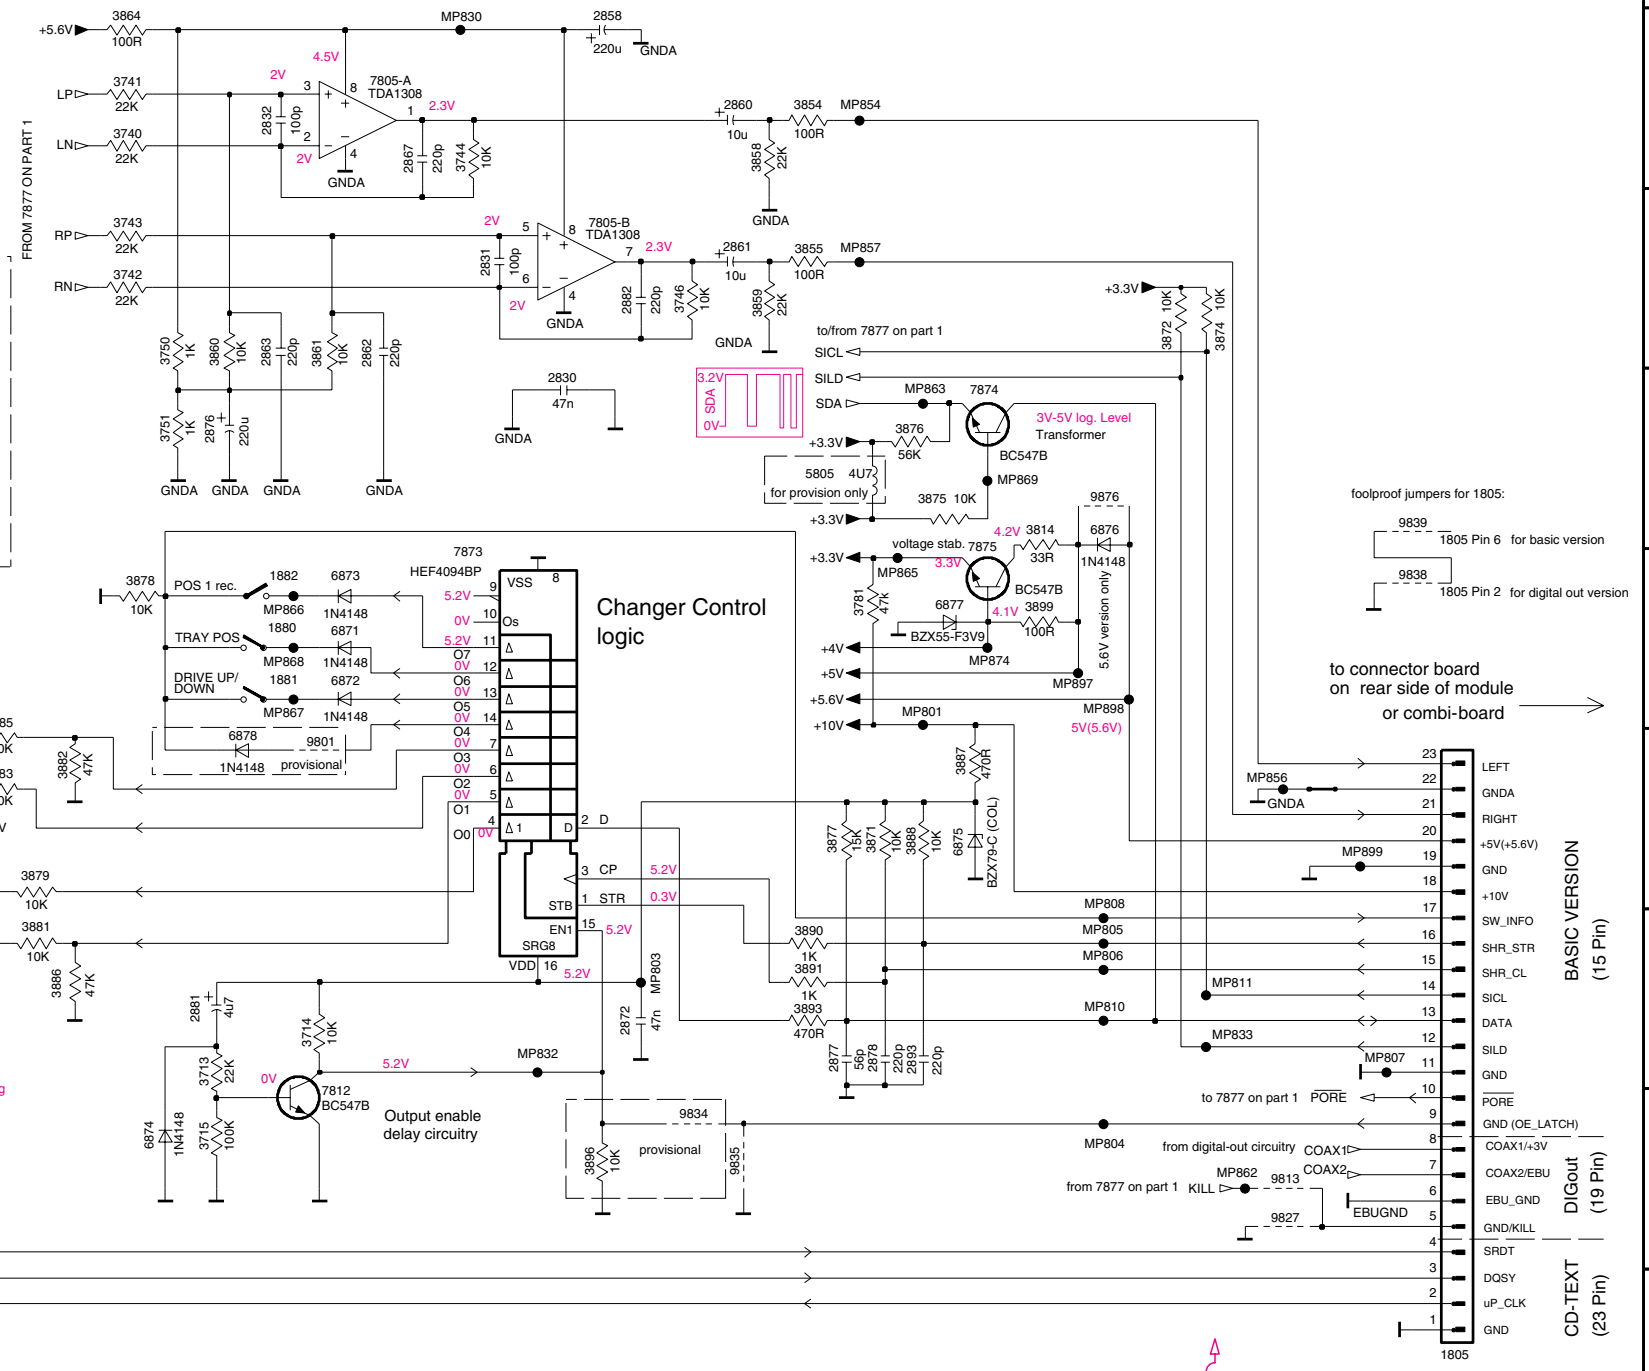 3864
+5.6V
100R
MP830
2858
220u
GNDA
4.5V
2V
LP
3741
22K
3
8
7805-A
TDA1308
2832
100p
1
2.3V
2860
10u
3854
100R
MP854
LN
3740
22K
2
2V
4
GNDA
2867
220p
3744
10K
3858
22K
GNDA
FROM 7877 ON PART 1
RP
3743
22K
2V
5
8
7805-B
TDA1308
2831
100p
7
2.3V
2861
10u
3855
100R
MP857
RN
3742
22K
6
2V
4
GNDA
2882
220p
3746
10K
3859
22K
GNDA
+3.3V
3872 10K
3874 10K
3750
1K
3860
10K
2863
220p
3861
10K
2862
220p
3751
1K
2876
220u
GNDA
GNDA
GNDA
GNDA
2830
47n
GNDA
to/from 7877 on part 1
SICL
SILD
SDA
3.2V
SDA
0V
MP863
7874
3V-5V log. Level
Transformer
BC547B
3876
56K
+3.3V
5805 4U7
for provision only
MP869
3875 10K
+3.3V
9876
foolproof jumpers for 1805:
9839
1805 Pin 6 for basic version
9838
1805 Pin 2 for digital out version
voltage stab.
+3.3V
MP865
3.3V
7875
4.2V
3814
33R
6876
1N4148
BC547B
3781
47k
6877
BZX55-F3V9
4.1V
3899
100R
5.6V version only
+4V
MP874
+5V
MP897
+5.6V
MP898
5V(5.6V)
+10V
MP801
3887
470R
6875
BZX79-C (COL)
7873
HEF4094BP
Changer Control
logic
3878
10K
POS 1 rec.
1882
MP866
6873
1N4148
TRAY POS
1880
MP868
6871
1N4148
DRIVE UP/
DOWN
1881
MP867
6872
1N4148
6878
1N4148
9801
provisional
VSS
8
5.2V
9
0V
10
Os
5.2V
11
O7
0V
12
O6
0V
13
O5
0V
14
O4
0V
7
O3
0V
6
O2
0V
5
O1
4
O0
0V
1
D
2 D
3 CP
5.2V
STB
1 STR
0.3V
EN1
15
5.2V
SRG8
VDD
16
5.2V
85
0K
83
0K
V
3882
47K
3879
10K
3881
10K
3886
47K
g
3877
15K
3871
10K
3888
10K
3890
1K
3891
1K
3893
470R
MP803
2872
47n
2877
56p
2878
220p
2893
220p
2881
4u7
3714
10K
3713
22K
0V
5.2V
MP832
7812
BC547B
Output enable
delay circuitry
6874
1N4148
3715
100K
9834
provisional
3896
10K
9835
MP804
MP808
MP805
MP806
MP810
MP811
MP833
MP807
MP856
GNDA
MP899
to 7877 on part 1 PORE
from digital-out circuitry COAX1
COAX2
MP862
from 7877 on part 1 KILL
9813
9827
EBUGND
to connector board
on rear side of module
or combi-board
23 LEFT
22 GNDA
21 RIGHT
20 +5V(+5.6V)
19 GND
18 +10V
17 SW_INFO
16 SHR_STR
15 SHR_CL
14 SICL
13 DATA
12 SILD
11 GND
10 PORE
9 GND (OE_LATCH)
8 COAX1/+3V
7 COAX2/EBU
6 EBU_GND
5 GND/KILL
4 SRDT
3 DQSY
2 uP_CLK
1 GND
1805
BASIC VERSION
(15 Pin)
DIGout
(19 Pin)
CD-TEXT
(23 Pin)